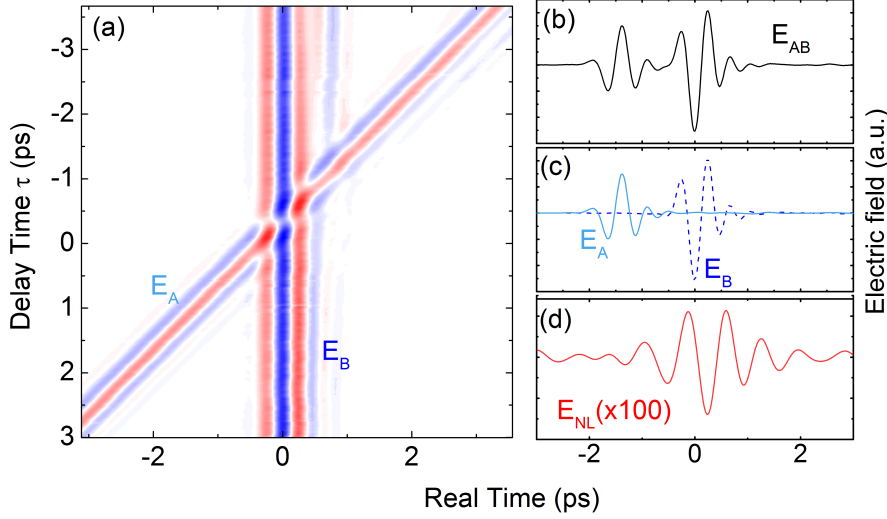 (a)
-3
-2
-1
0
1
2
3
Delay Time τ (ps)
E_A
E_B
-2
0
2
Real Time (ps)
(b)
E_AB
(c)
E_A
E_B
(d)
E_NL(x100)
-2
0
2
Electric field (a.u.)